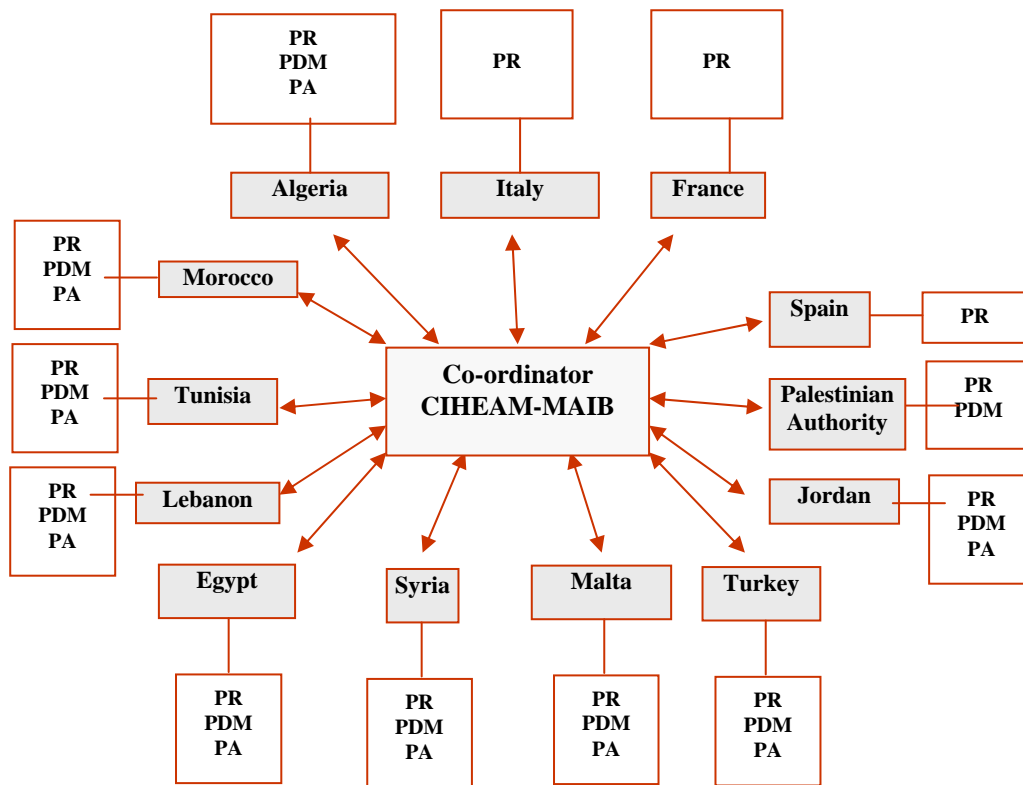 PR
PDM
PA
PR
PR
Algeria
Italy
France
PR
PDM
PA
Morocco
Spain
PR
PR
PDM
PA
Tunisia
Co-ordinator
CIHEAM-MAIB
Palestinian
Authority
PR
PDM
PR
PDM
PA
Lebanon
Jordan
PR
PDM
PA
Egypt
Syria
Malta
Turkey
PR
PDM
PA
PR
PDM
PA
PR
PDM
PA
PR
PDM
PA